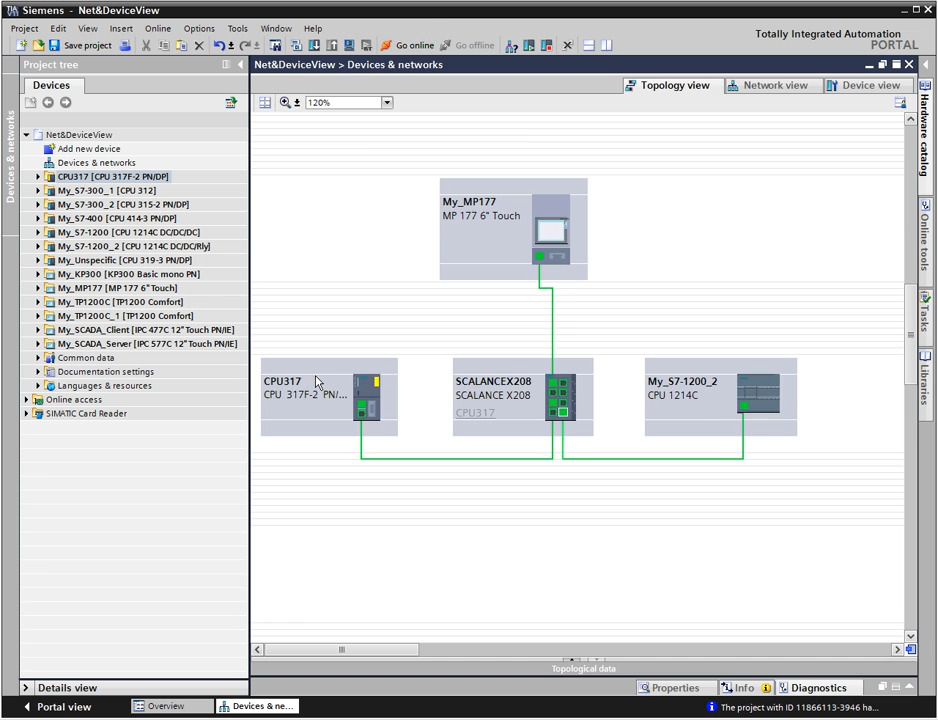 Siemens - Net&DeviceView
Project Edit View Insert Online Options Tools Window Help
Totally Integrated Automation
PORTAL
Save project
Go online
Go offline
Project tree
Net&DeviceView > Devices & networks
Devices
Topology view
Network view
Device view
120%
Devices & networks
Net&DeviceView
Add new device
Devices & networks
CPU317 [CPU 317F-2 PN/DP]
My_S7-300_1 [CPU 312]
My_S7-300_2 [CPU 315-2 PN/DP]
My_S7-400 [CPU 414-3 PN/DP]
My_S7-1200 [CPU 1214C DC/DC/DC]
My_S7-1200_2 [CPU 1214C DC/DC/Rly]
My_Unspecific [CPU 319-3 PN/DP]
My_KP300 [KP300 Basic mono PN]
My_MP177 [MP 177 6" Touch]
My_TP1200C [TP1200 Comfort]
My_TP1200C_1 [TP1200 Comfort]
My_SCADA_Client [IPC 477C 12" Touch PN/IE]
My_SCADA_Server [IPC 577C 12" Touch PN/IE]
Common data
Documentation settings
Languages & resources
Online access
SIMATIC Card Reader
My_MP177
MP 177 6" Touch
CPU317
CPU 317F-2 PN/...
SCALANCEX208
SCALANCE X208
CPU317
My_S7-1200_2
CPU 1214C
Hardware catalog
Online tools
Tasks
Libraries
Topological data
Details view
Properties
Info
Diagnostics
Portal view
Overview
Devices & ne...
The project with ID 11866113-3946 ha...